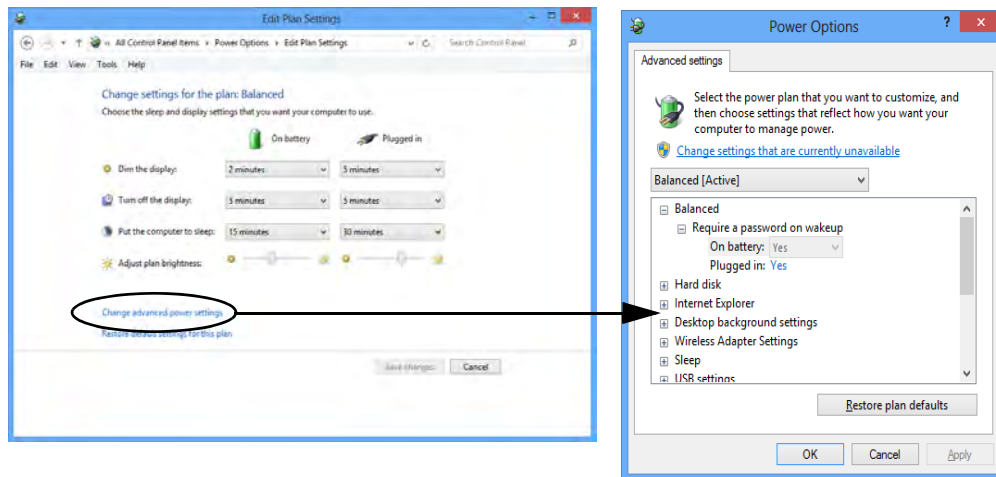 Edit Plan Settings
All Control Panel Items Power Options Edit Plan Settings Search Control Panel
File Edit View Tools Help
Change settings for the plan: Balanced
Choose the sleep and display settings that you want your computer to use.
On battery Plugged in
Dim the display: 2 minutes 5 minutes
Turn off the display: 5 minutes 5 minutes
Put the computer to sleep: 15 minutes 30 minutes
Adjust plan brightness:
Change advanced power settings
Restore default settings for this plan
Save changes Cancel
Power Options
Advanced settings
Select the power plan that you want to customize, and
then choose settings that reflect how you want your
computer to manage power.
Change settings that are currently unavailable
Balanced [Active]
Balanced
Require a password on wakeup
On battery: Yes
Plugged in: Yes
Hard disk
Internet Explorer
Desktop background settings
Wireless Adapter Settings
Sleep
USB settings
Restore plan defaults
OK Cancel Apply